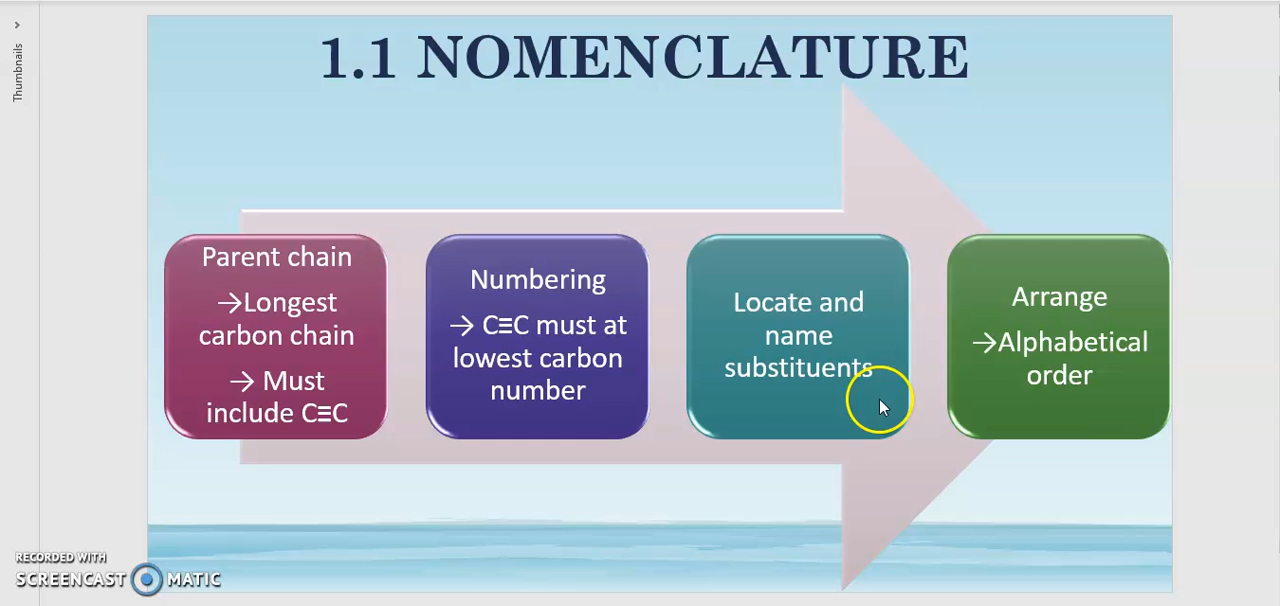 Thumbnails
1.1 NOMENCLATURE
Parent chain
→Longest
carbon chain
→ Must
include C≡C
Numbering
→ C≡C must at
lowest carbon
number
Locate and
name
substituents
Arrange
→Alphabetical
order
RECORDED WITH
SCREENCAST MATIC